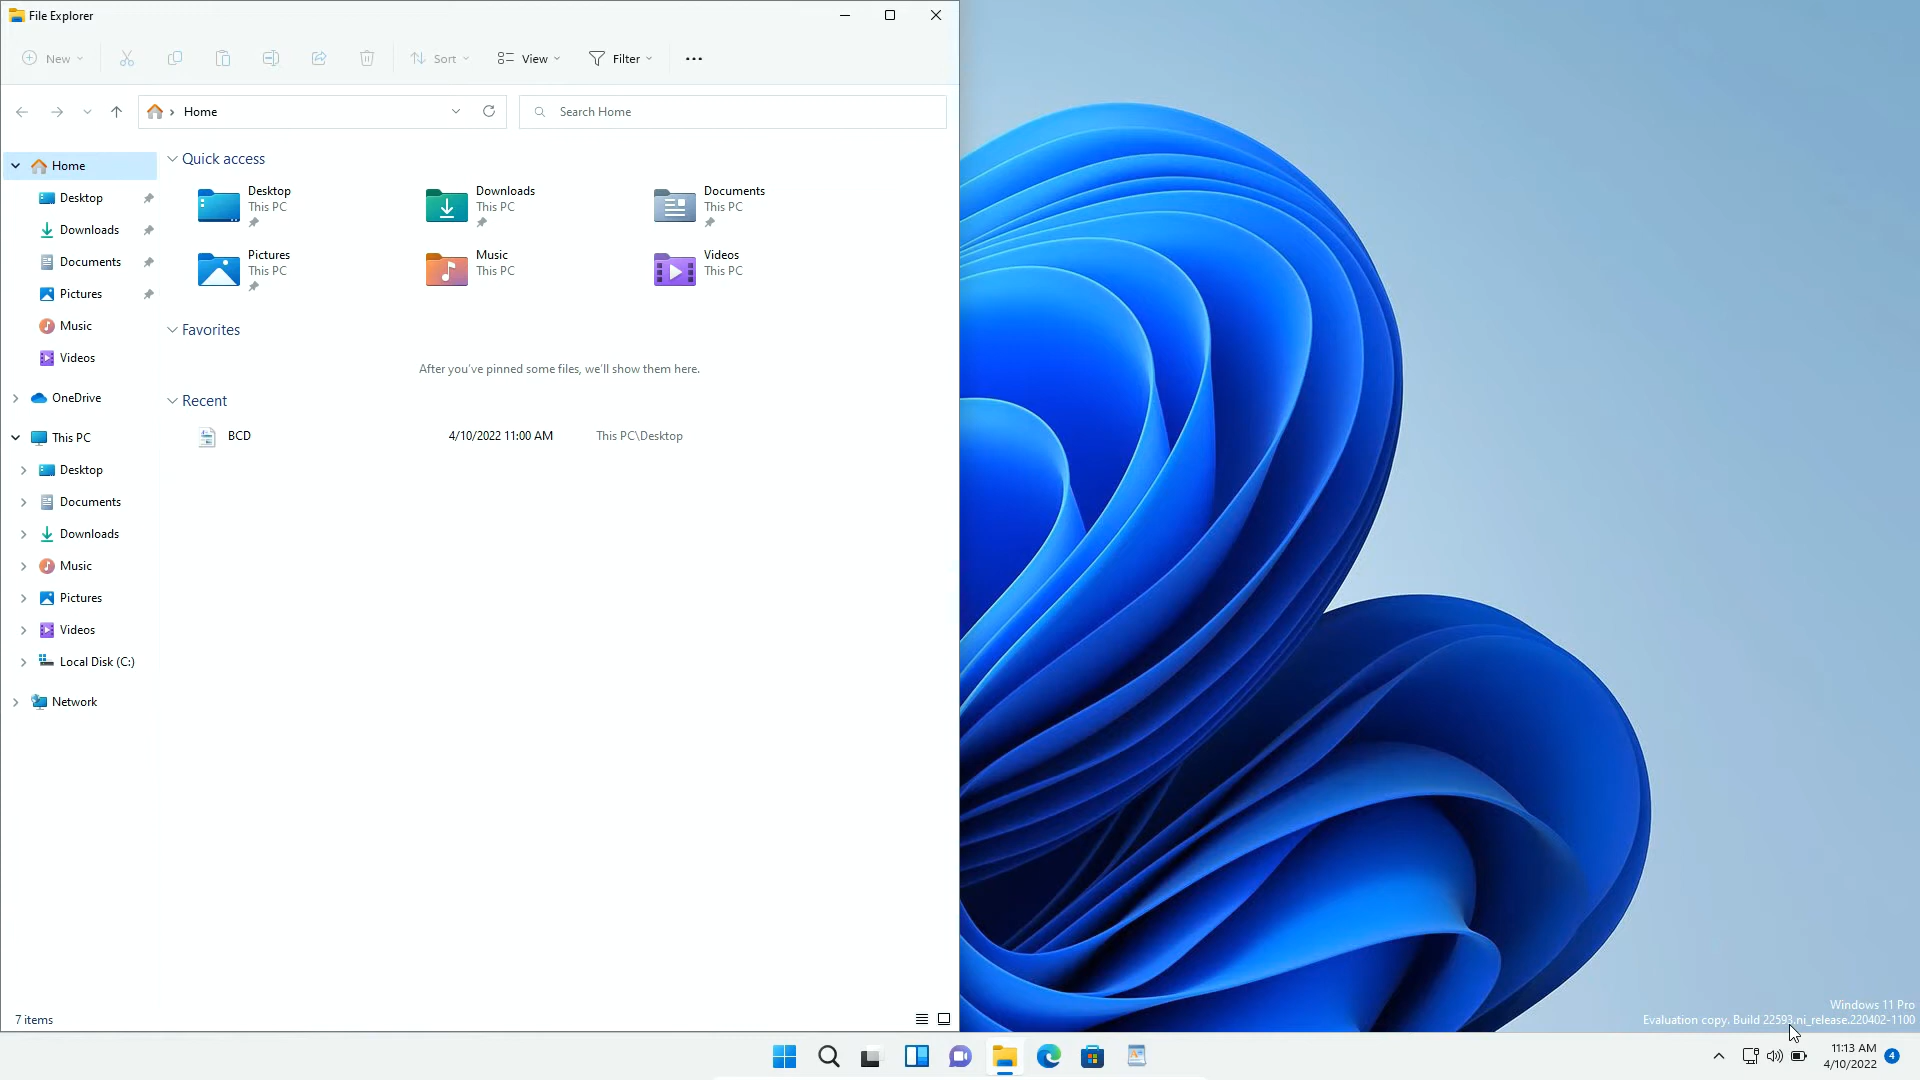 File Explorer
New
Sort
View
Filter
Home
Search Home
Home
Desktop
Downloads
Documents
Pictures
Music
Videos
OneDrive
This PC
Desktop
Documents
Downloads
Music
Pictures
Videos
Local Disk (C:)
Network
Quick access
Desktop
This PC
Downloads
This PC
Documents
This PC
Pictures
This PC
Music
This PC
Videos
This PC
Favorites
After you've pinned some files, we'll show them here.
Recent
BCD 4/10/2022 11:00 AM This PC\Desktop
7 items
Windows 11 Pro
Evaluation copy. Build 22593.ni_release.220402-1100
11:13 AM
4/10/2022
4